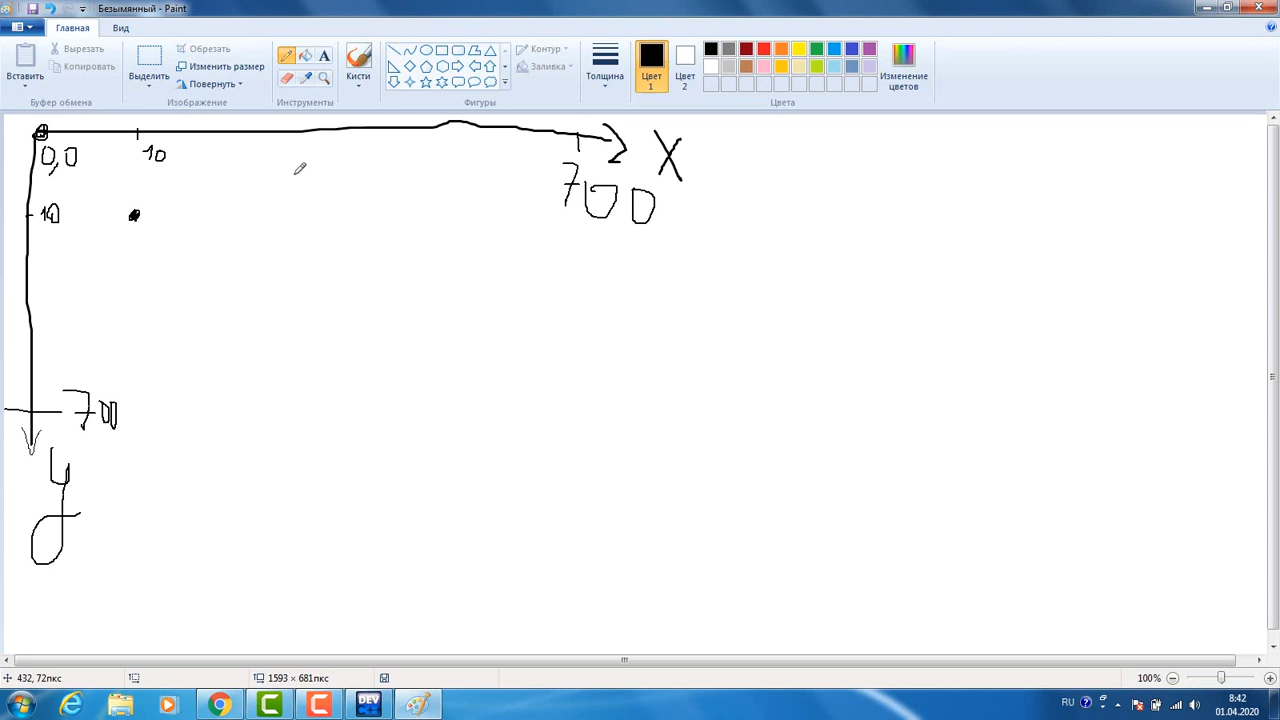 Безымянный - Paint
Главная Вид
Вставить
Вырезать
Копировать
Буфер обмена
Выделить
Обрезать
Изменить размер
Повернуть
Изображение
A
Инструменты
Кисти
Контур
Заливка
Фигуры
Толщина
Цвет 1
Цвет 2
Изменение цветов
Цвета
0,0
10
X
700
10
700
y
432, 72пкс
1593 × 681пкс
100%
DEV
RU
8:42
01.04.2020